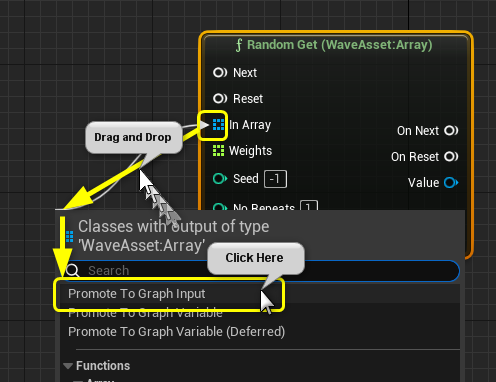 ƒ Random Get (WaveAsset:Array)
Next
Reset
In Array
On Next
Drag and Drop
Weights
On Reset
Seed -1
Value
No Repeats 1
Classes with output of type
'WaveAsset:Array'
Click Here
Search
Promote To Graph Input
Promote To Graph Variable
Promote To Graph Variable (Deferred)
Functions
Array